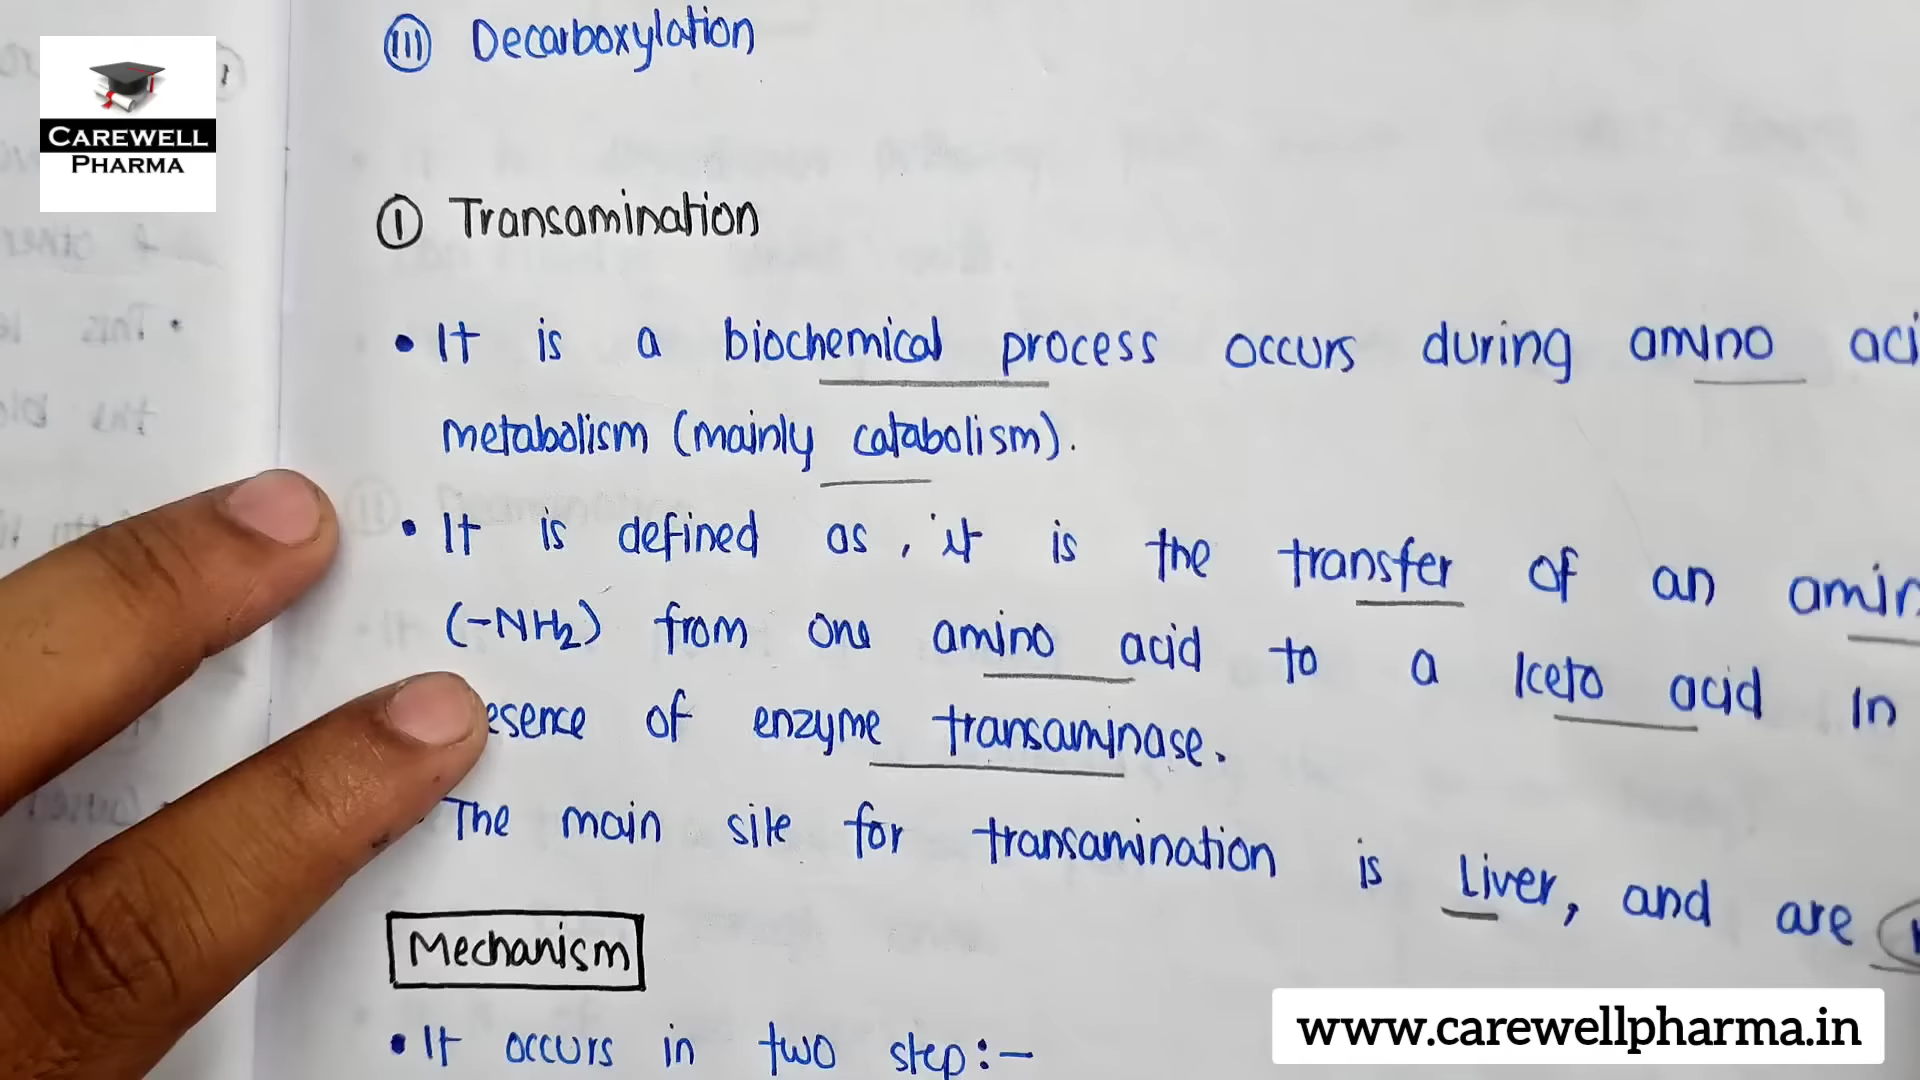 III Decarboxylation
CAREWELL
PHARMA
I Transamination
• It is a biochemical process occurs during amino aci
metabolism (mainly catabolism).
• It is defined as, it is the transfer of an amin
(-NH2) from one amino acid to a keto acid in
esence of enzyme transaminase.
The main site for transamination is Liver, and are
Mechanism
• It occurs in two step:-
www.carewellpharma.in